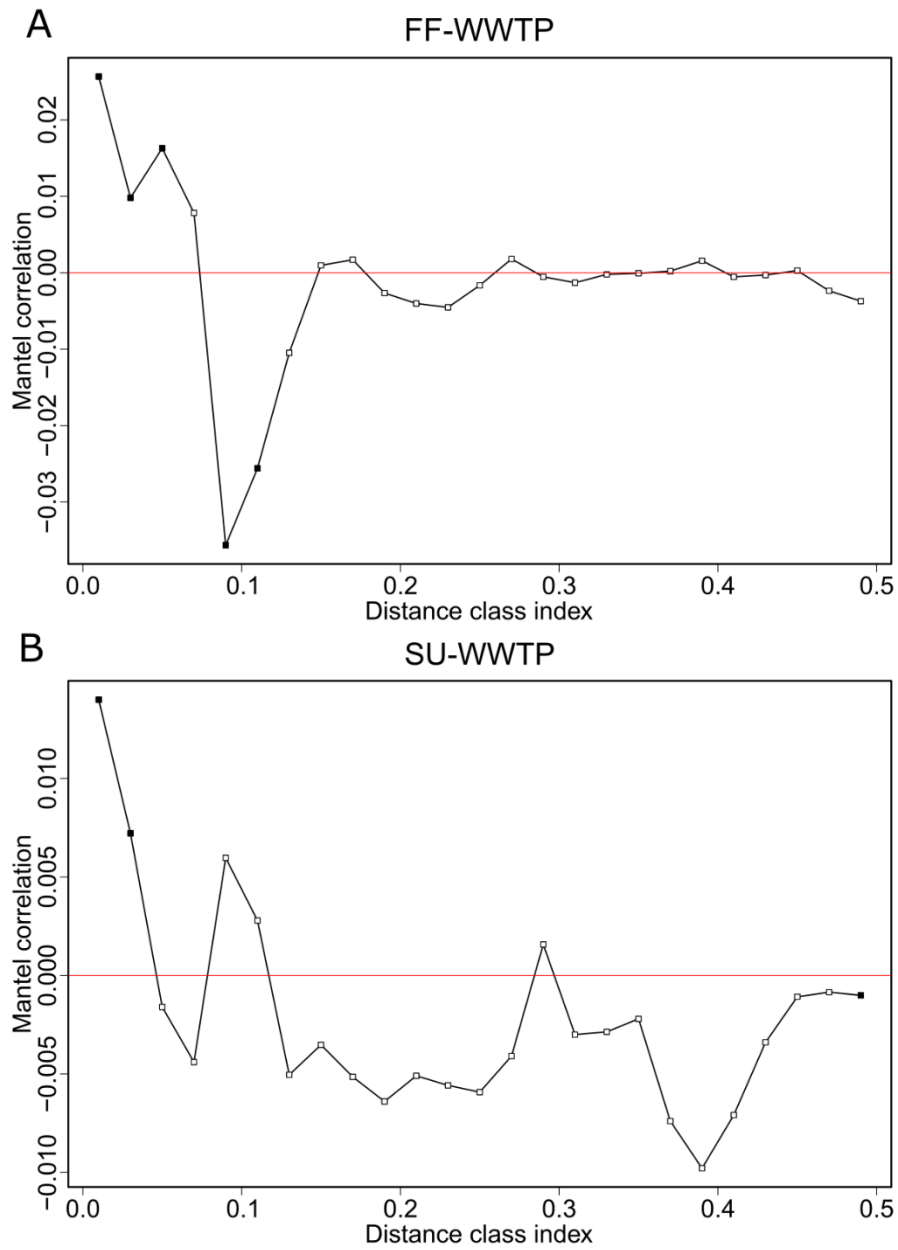 A
FF-WWTP
Mantel correlation
0.02
0.01
0.00
−0.01
−0.02
−0.03
0.0 0.1 0.2 0.3 0.4 0.5
Distance class index
B
SU-WWTP
Mantel correlation
0.010
0.005
0.000
−0.005
−0.010
0.0 0.1 0.2 0.3 0.4 0.5
Distance class index